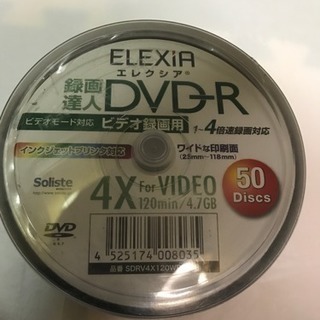 ELEXIA
エレクシア®
録画
達人
DVD-R
ビデオモード対応
ビデオ録画用
1~4倍速録画対応
インクジェットプリンタ対応
ワイドな印刷面
(23mm~118mm)
Soliste
4X For VIDEO
120min/4.7GB
50
Discs
DVD
R4.7
4 525174 008035